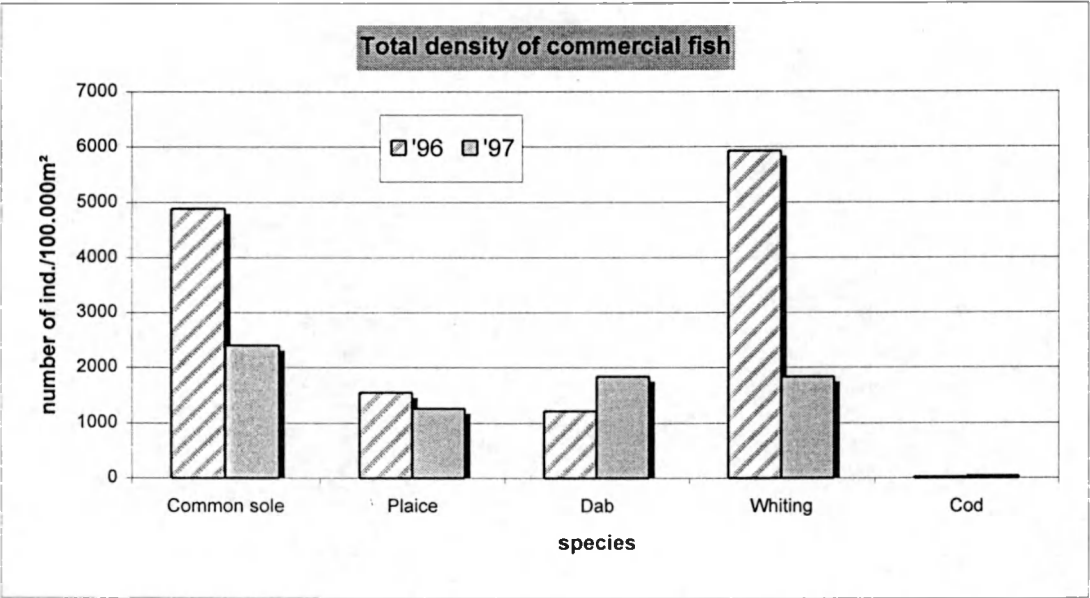 Total density of commercial fish
7000
6000
5000
4000
3000
2000
1000
0
number of ind./100.000m²
'96 '97
Common sole Plaice Dab Whiting Cod
species